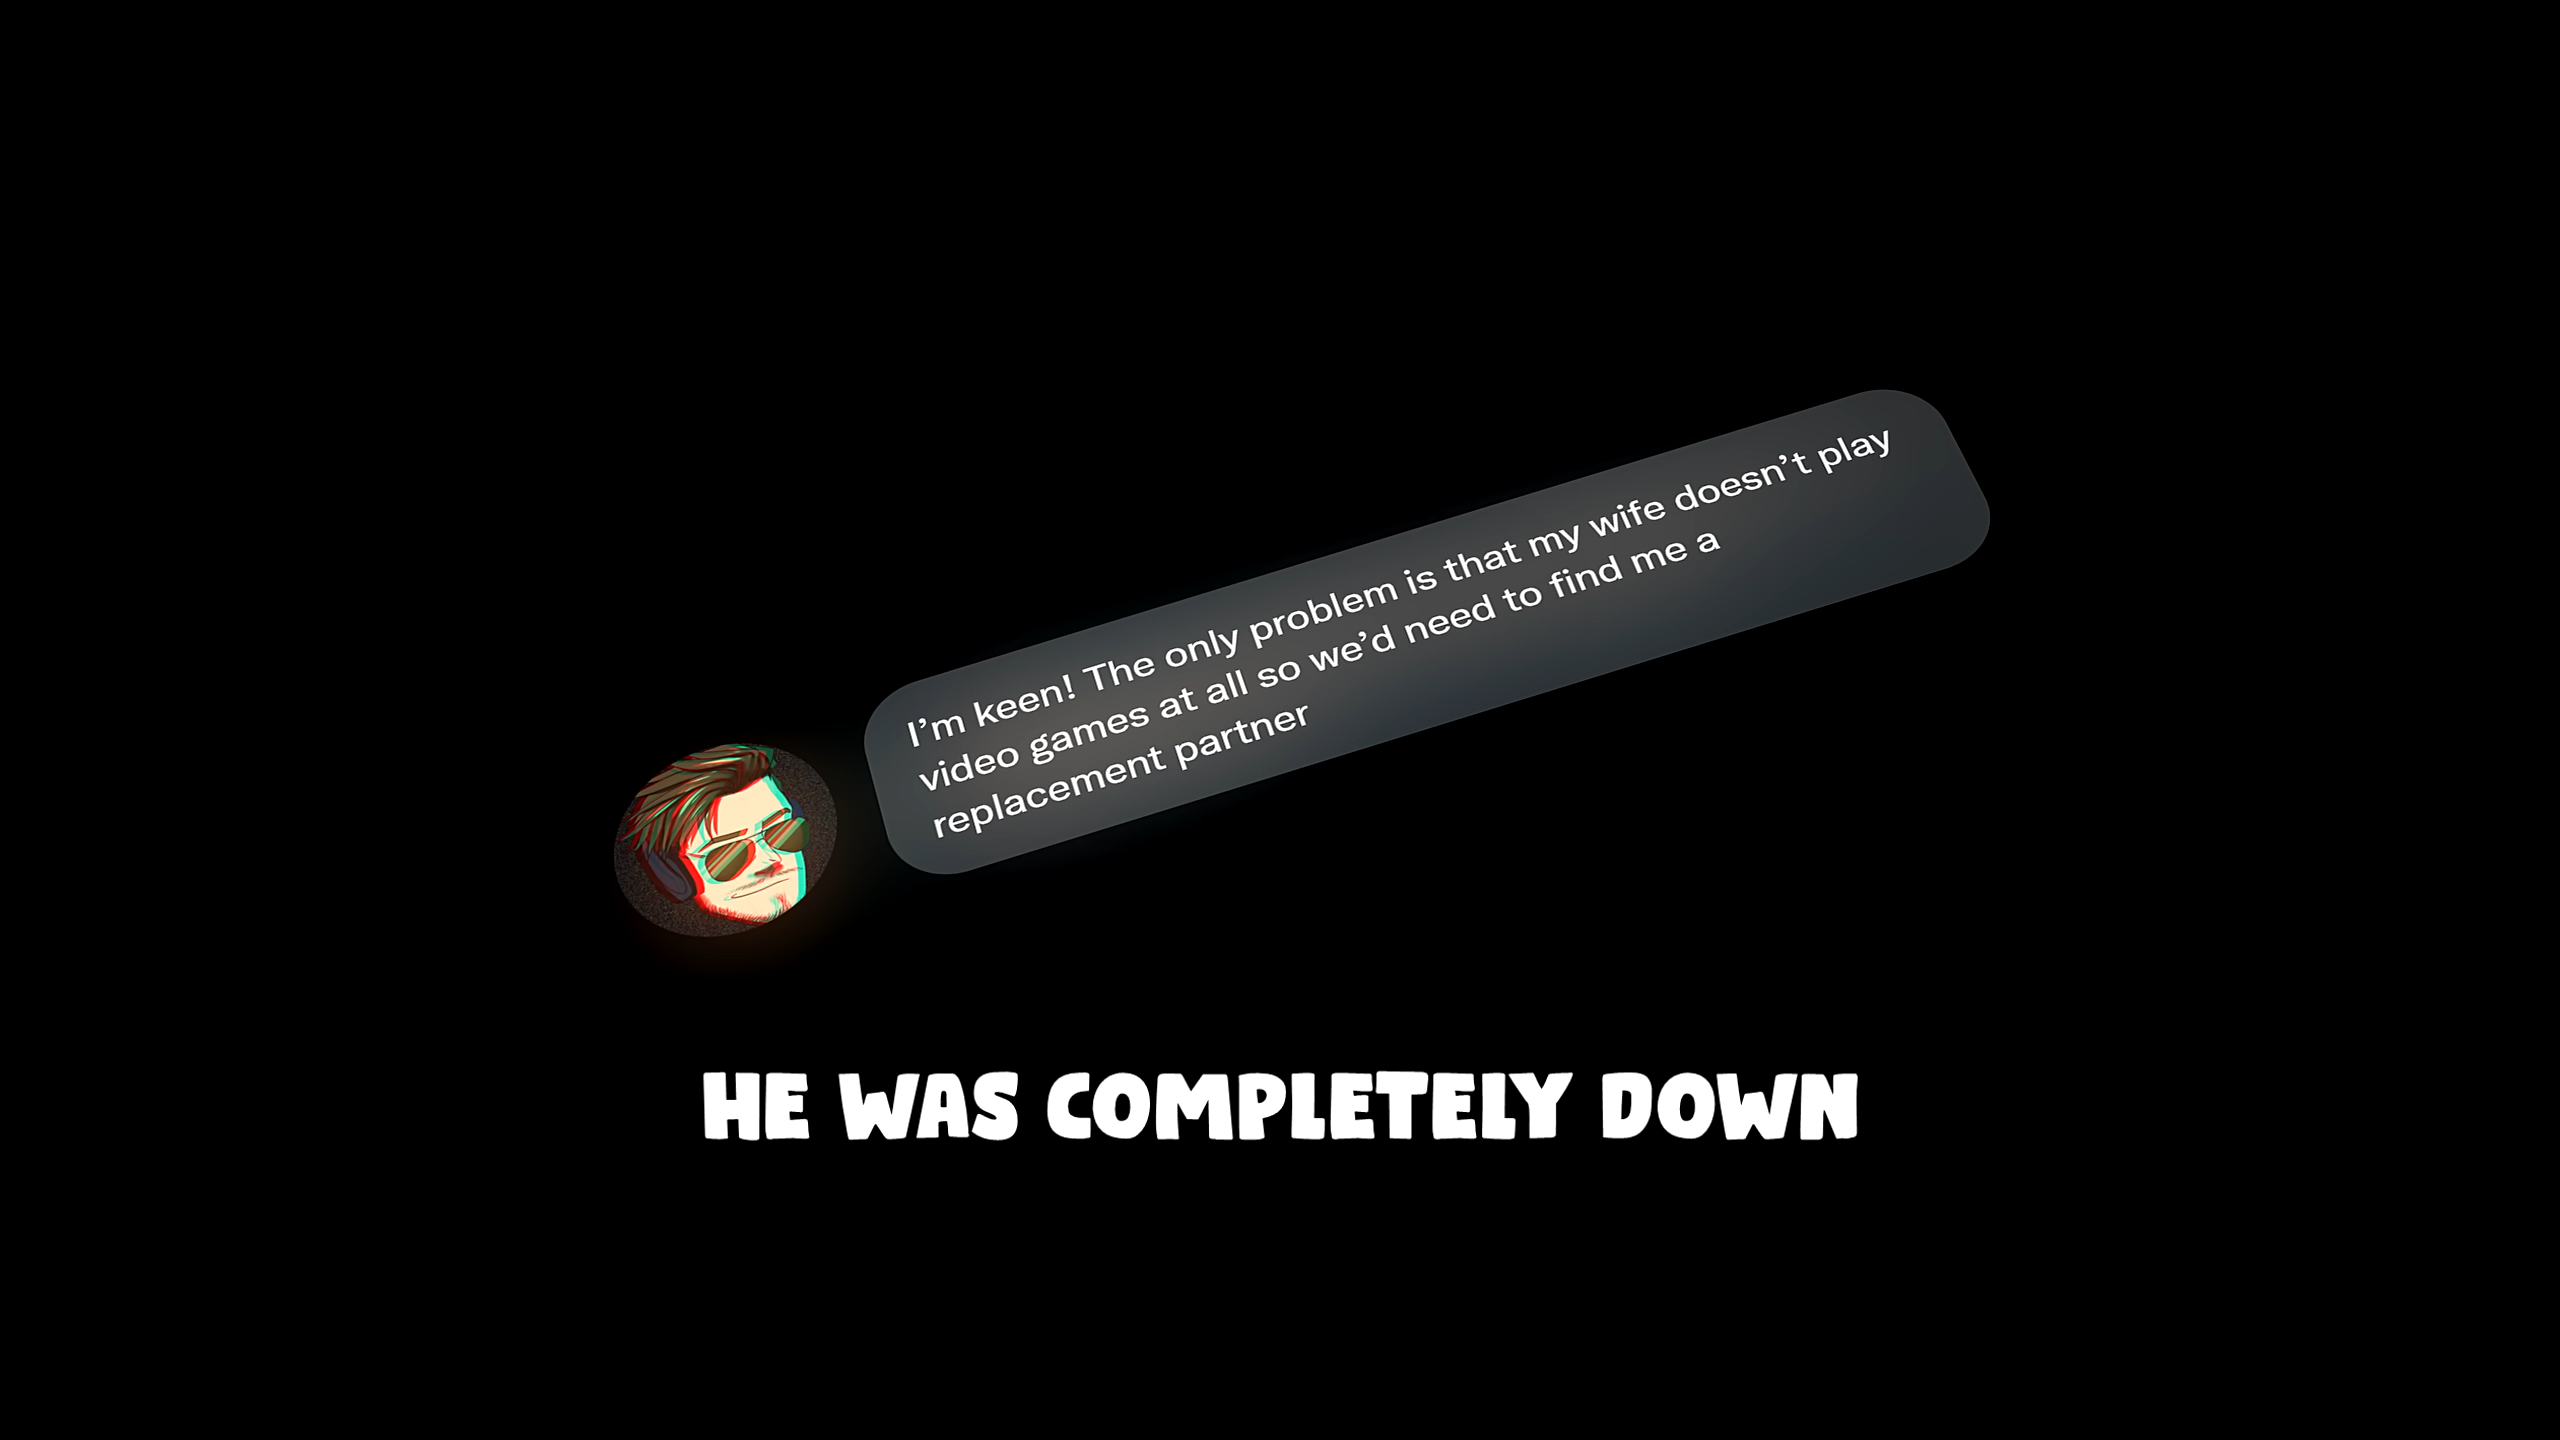 I’m keen! The only problem is that my wife doesn’t play
video games at all so we’d need to find me a
replacement partner
HE WAS COMPLETELY DOWN